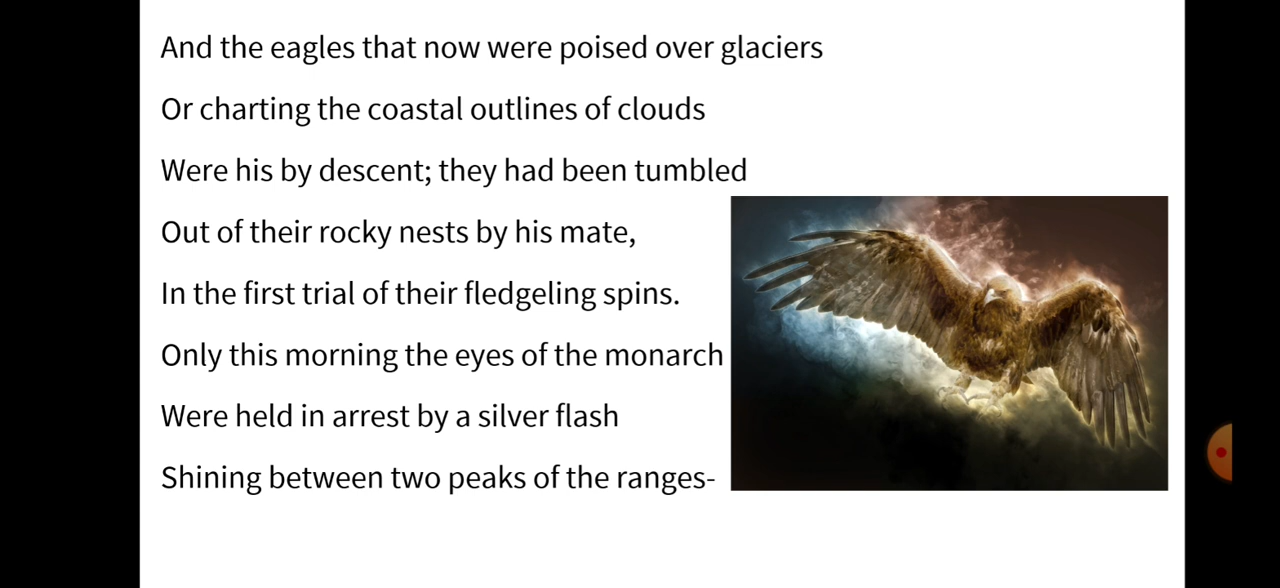 And the eagles that now were poised over glaciers
Or charting the coastal outlines of clouds
Were his by descent; they had been tumbled
Out of their rocky nests by his mate,
In the first trial of their fledgeling spins.
Only this morning the eyes of the monarch
Were held in arrest by a silver flash
Shining between two peaks of the ranges-